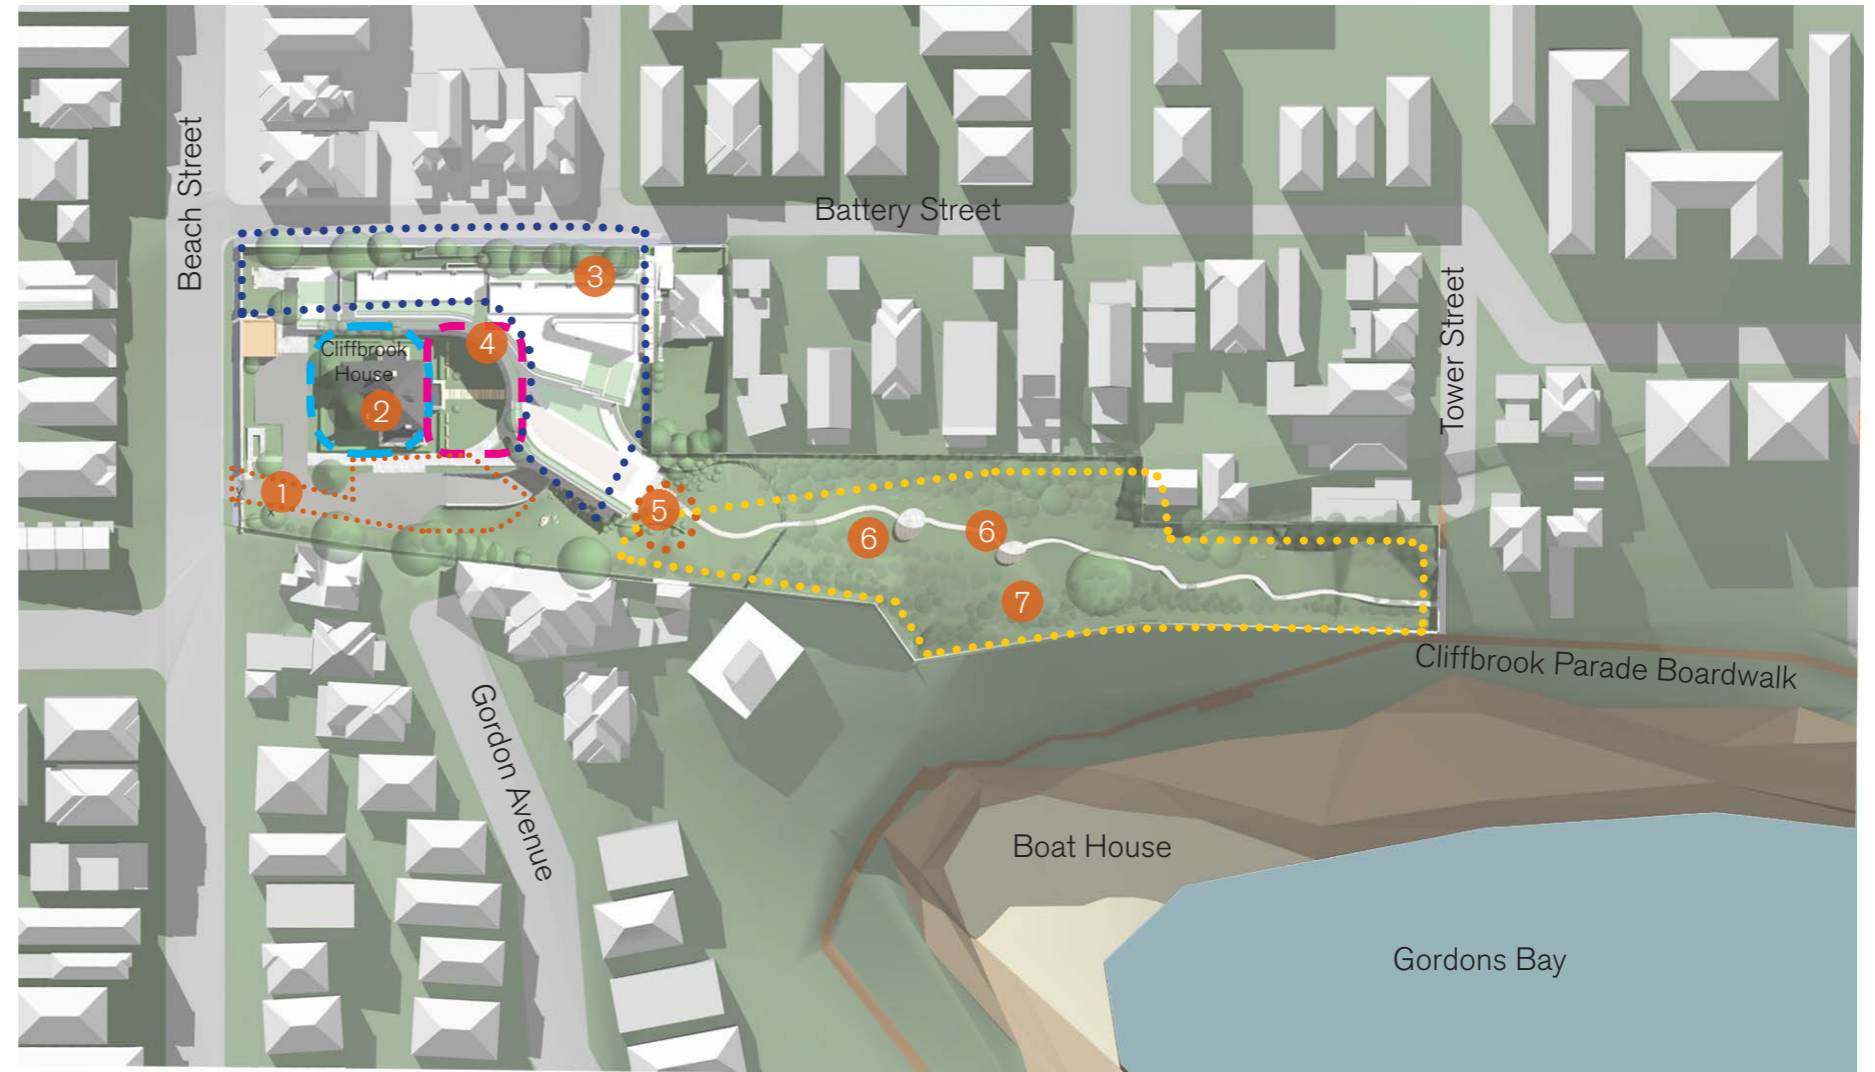 Beach Street
Battery Street
3
Tower Street
4
Cliffbrook
House
2
1
5
6
6
7
Cliffbrook Parade Boardwalk
Gordon Avenue
Boat House
Gordons Bay